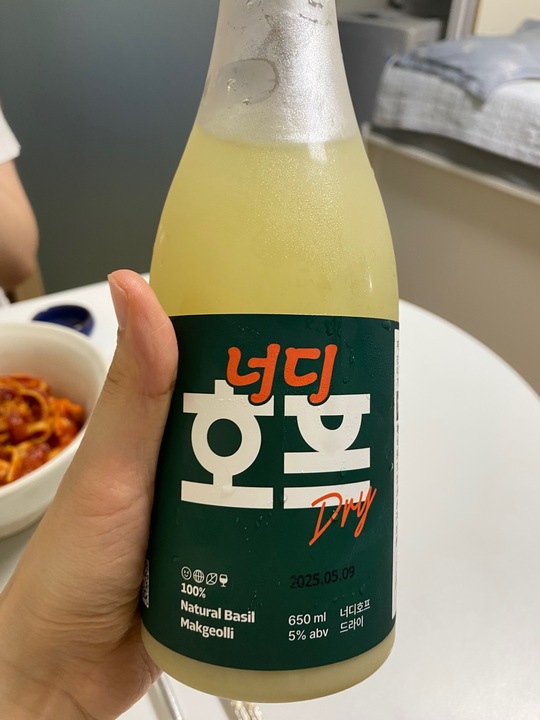 너디
호프
Dry
2025.05.09
100%
Natural Basil
Makgeolli
650 ml
5% abv
너디호프
드라이